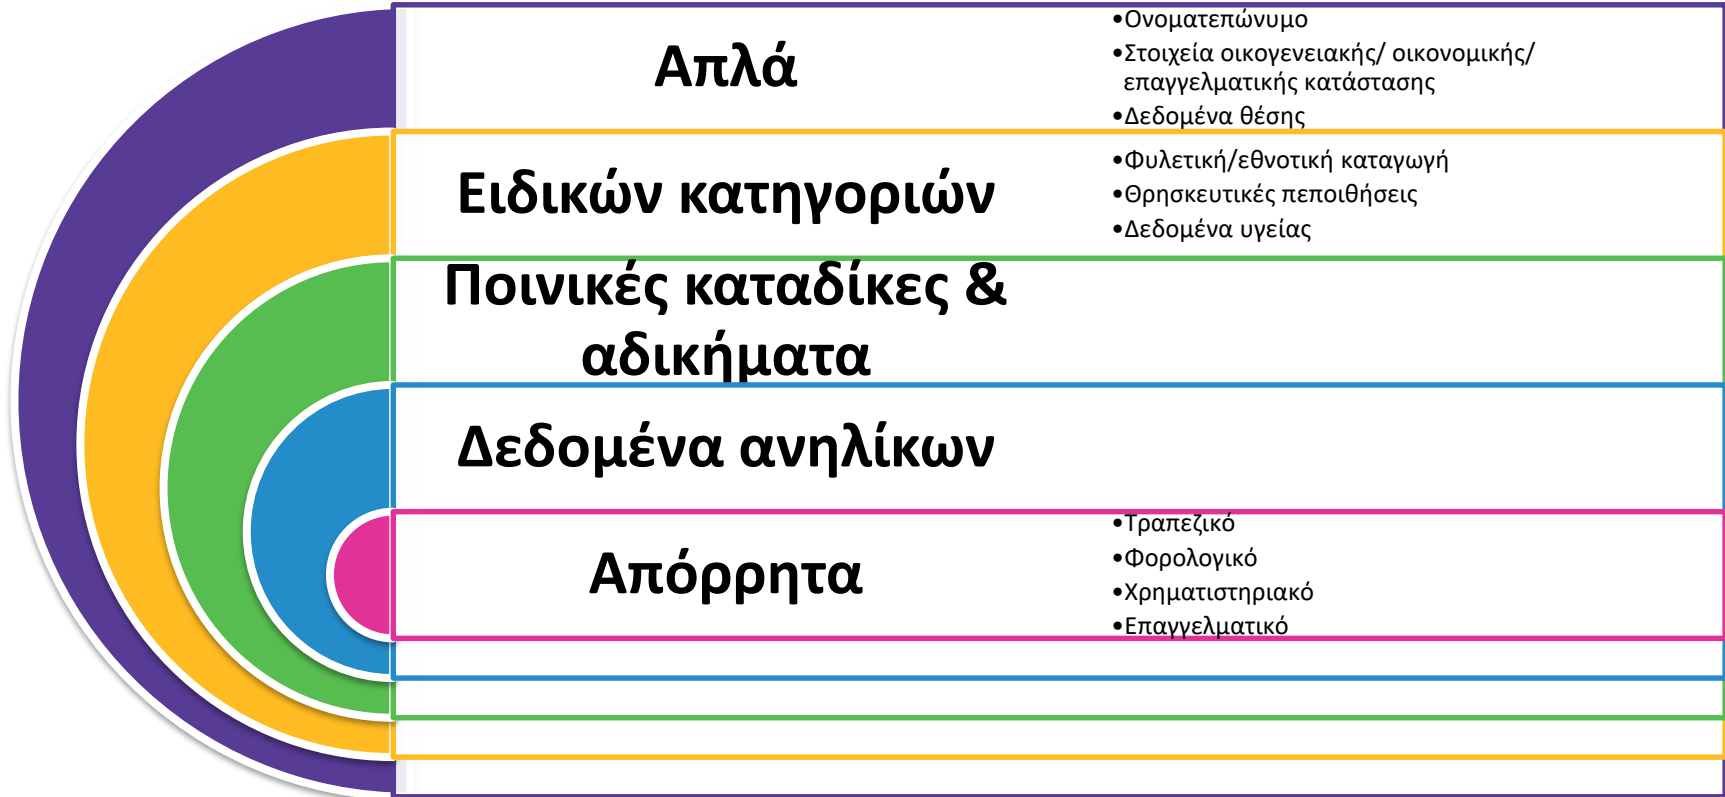 Απλά
•Ονοματεπώνυμο
•Στοιχεία οικογενειακής/ οικονομικής/
επαγγελματικής κατάστασης
•Δεδομένα θέσης
Ειδικών κατηγοριών
•Φυλετική/εθνοτική καταγωγή
•Θρησκευτικές πεποιθήσεις
•Δεδομένα υγείας
Ποινικές καταδίκες &
αδικήματα
Δεδομένα ανηλίκων
Απόρρητα
•Τραπεζικό
•Φορολογικό
•Χρηματιστηριακό
•Επαγγελματικό